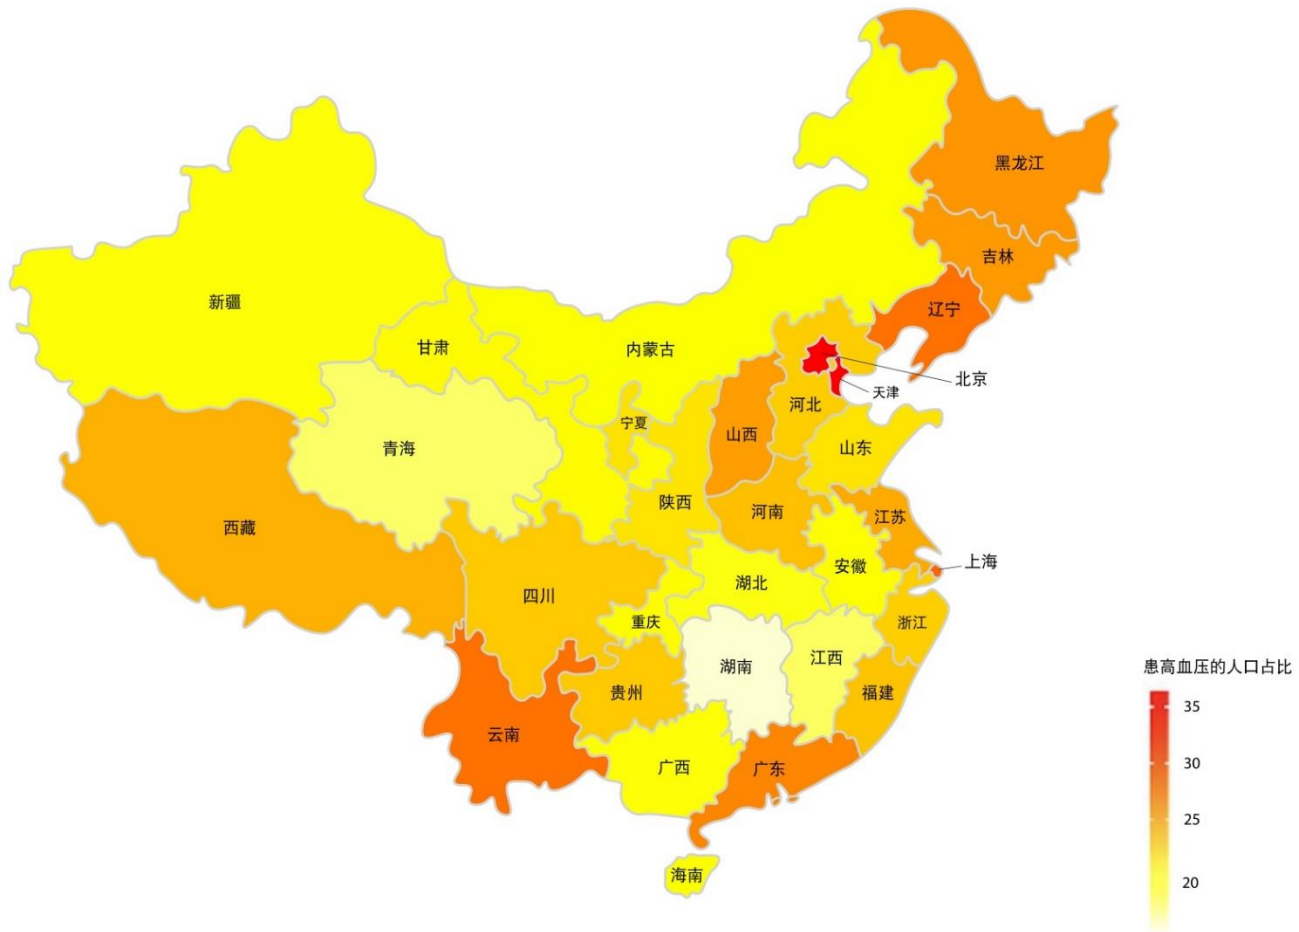 黑龙江
吉林
新疆
辽宁
甘肃
内蒙古
北京
天津
河北
宁夏
山西
青海
山东
陕西
河南
江苏
西藏
上海
安徽
湖北
四川
重庆
浙江
江西
湖南
患高血压的人口占比
贵州
福建
35
云南
30
广西
广东
25
海南
20